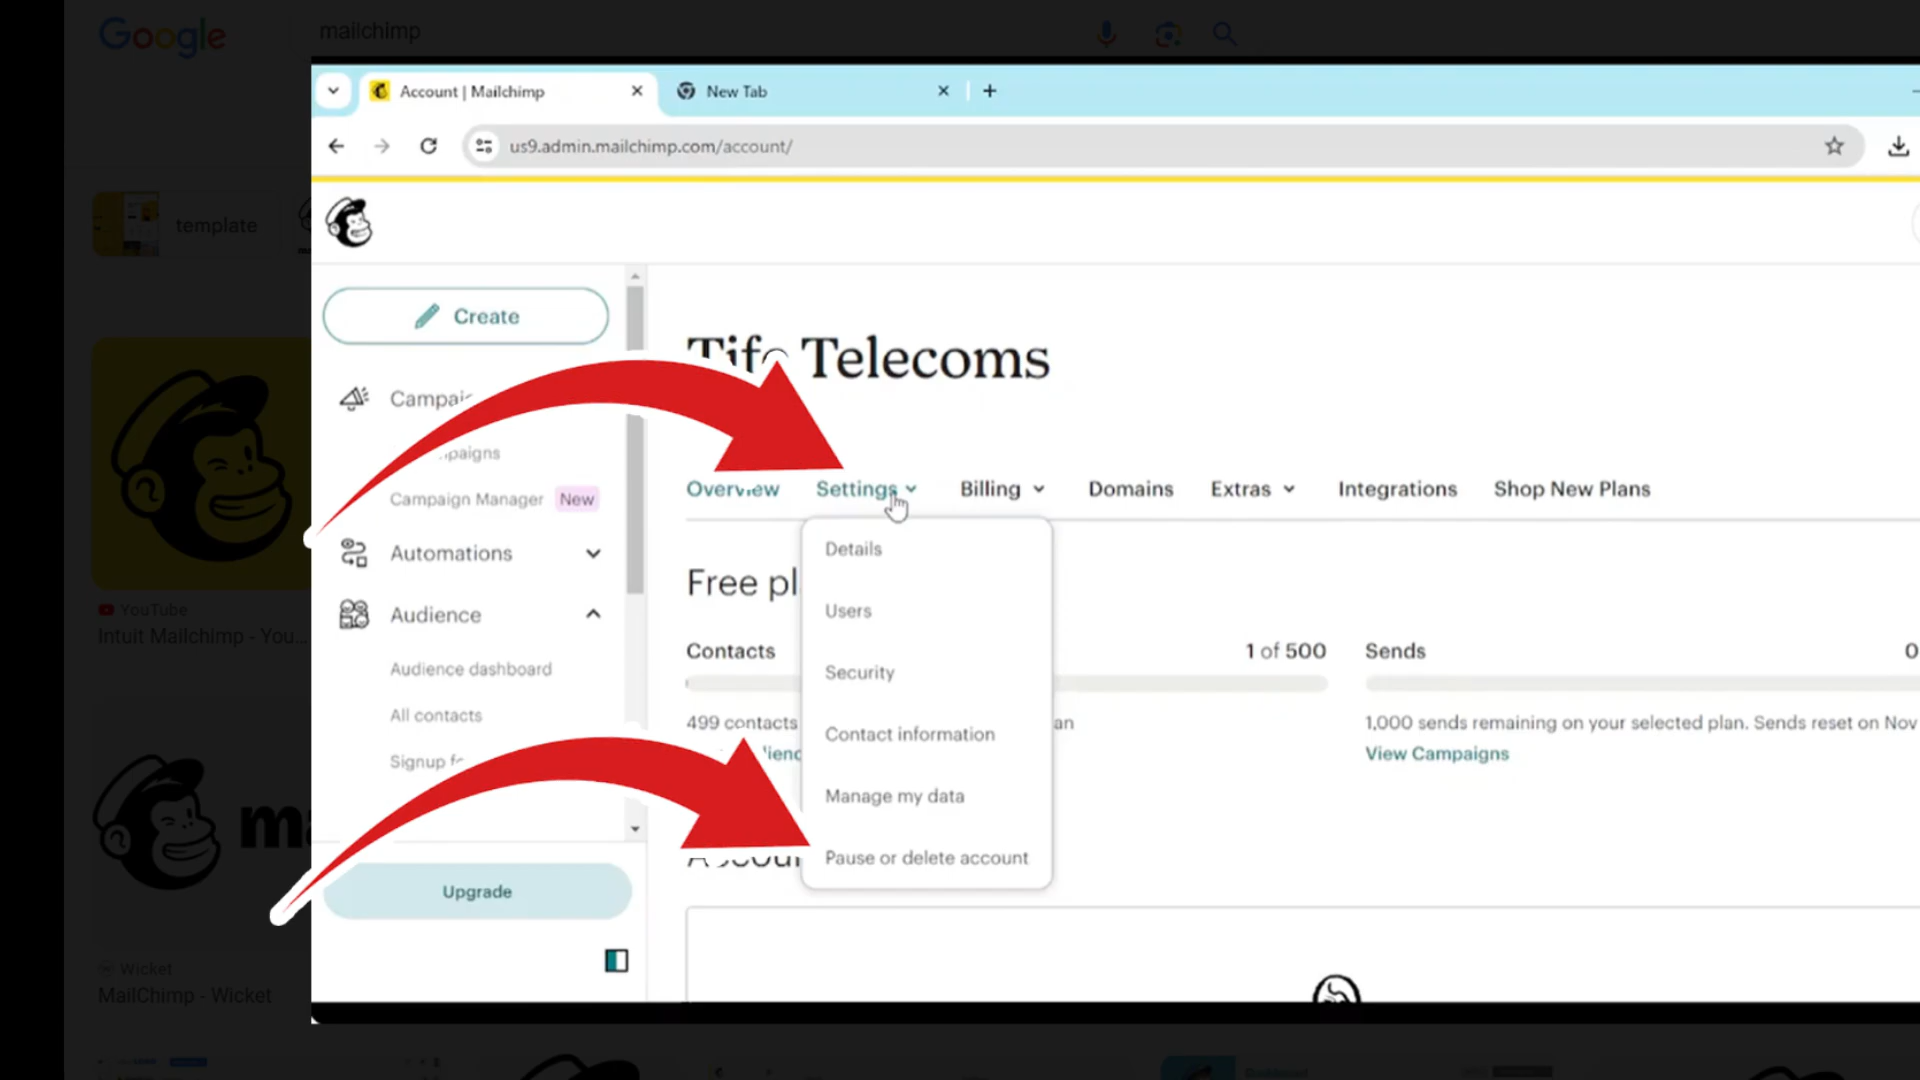 Google
mailchimp
Account | Mailchimp
New Tab
us9.admin.mailchimp.com/account/
template
Create
Telecoms
paigns
Campaign Manager New
Automations
Audience
Audience dashboard
All contacts
Signup
Upgrade
Overview Settings Billing Domains Extras Integrations Shop New Plans
Details
Users
Security
Contact information
Manage my data
Pause or delete account
Free pl
Contacts 1 of 500
499 contacts an
Sends 0
1,000 sends remaining on your selected plan. Sends reset on Nov
View Campaigns
YouTube
Intuit Mailchimp - You...
Wicket
MailChimp - Wicket